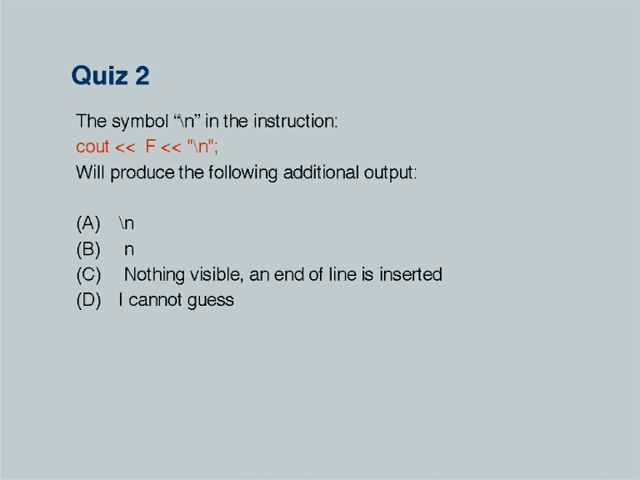 Quiz 2
The symbol “\n” in the instruction:
cout << F << "\n";
Will produce the following additional output:
(A) \n
(B) n
(C) Nothing visible, an end of line is inserted
(D) I cannot guess